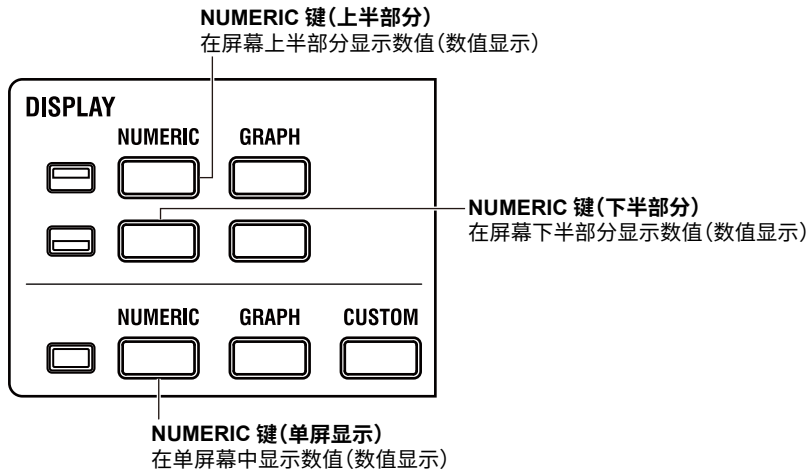 NUMERIC 键(上半部分)
在屏幕上半部分显示数值(数值显示)
DISPLAY
NUMERIC GRAPH
NUMERIC 键(下半部分)
在屏幕下半部分显示数值(数值显示)
NUMERIC GRAPH CUSTOM
NUMERIC 键(单屏显示)
在单屏幕中显示数值(数值显示)